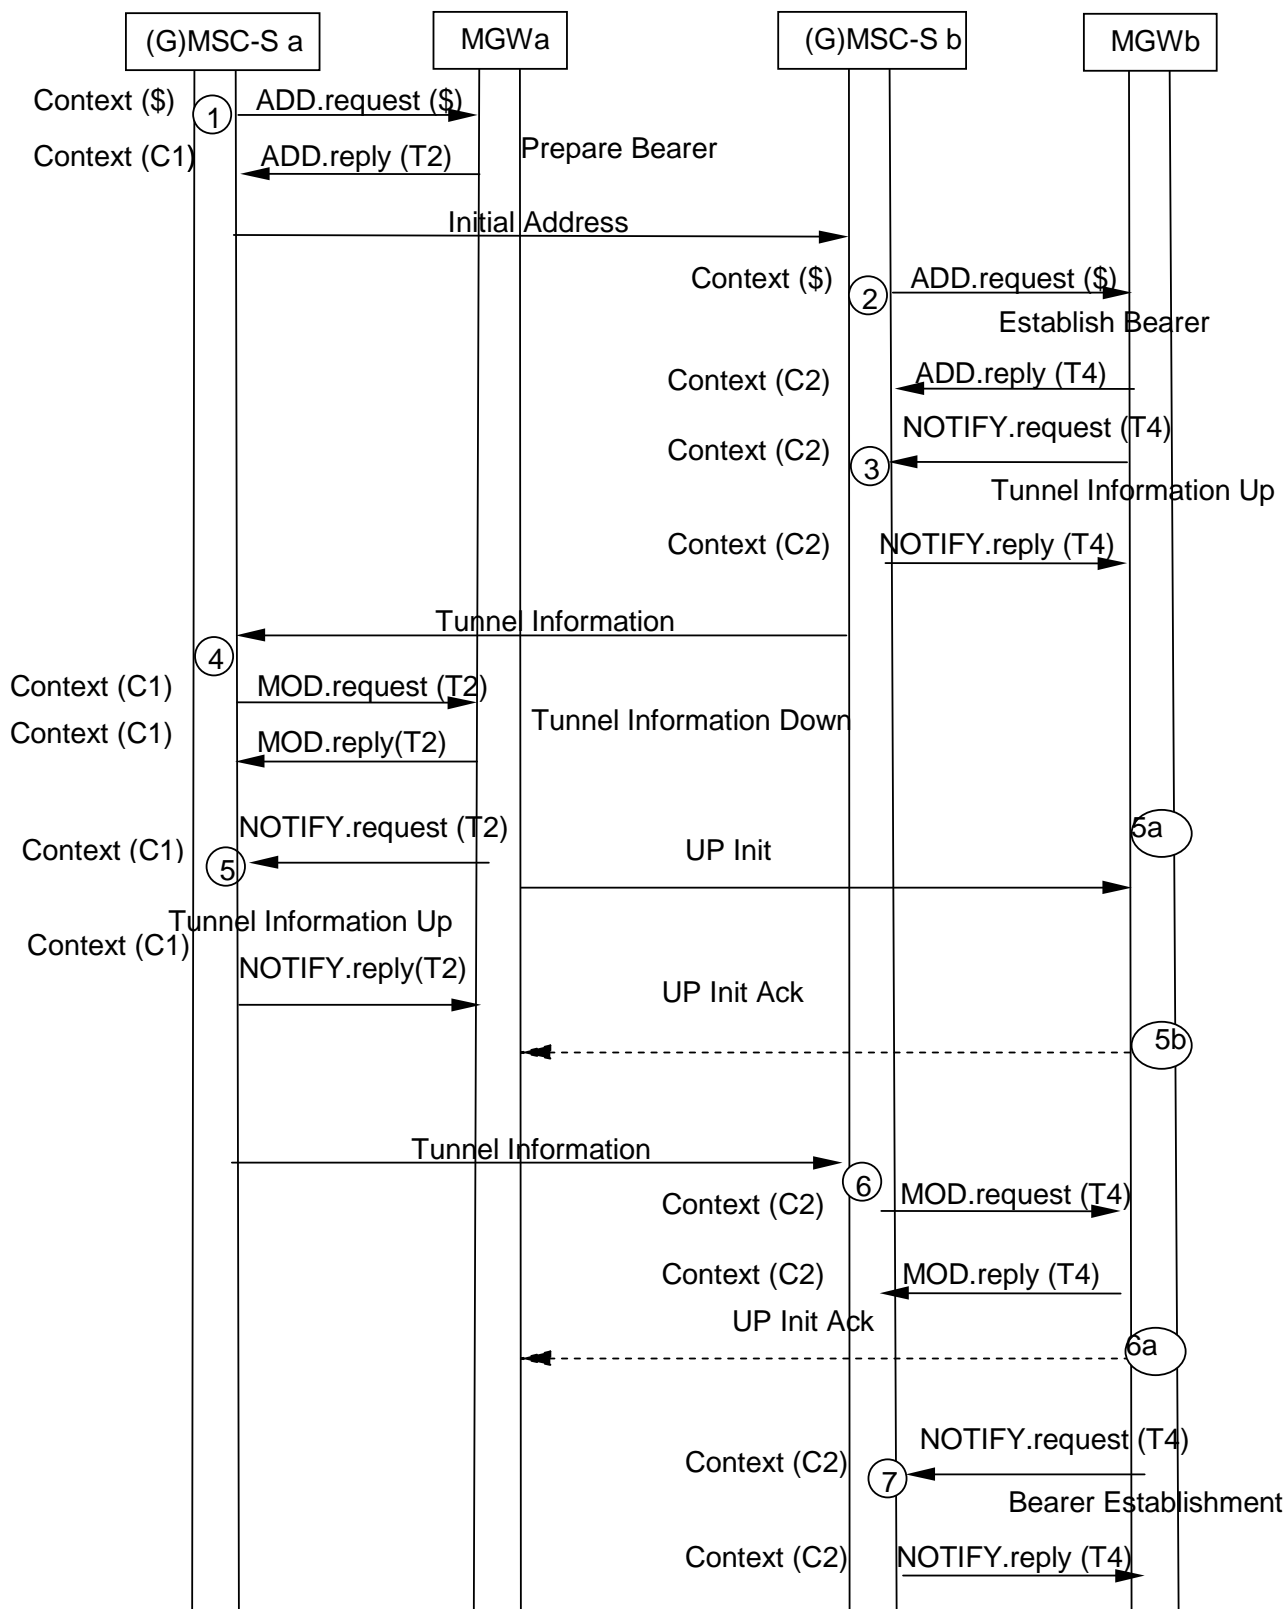 (G)MSC-S a
MGWa
(G)MSC-S b
MGWb
Context ($)
1
ADD.request ($)
Context (C1)
ADD.reply (T2)
Prepare Bearer
Initial Address
Context ($)
2
ADD.request ($)
Establish Bearer
Context (C2)
ADD.reply (T4)
NOTIFY.request (T4)
Context (C2)
3
Tunnel Information Up
Context (C2)
NOTIFY.reply (T4)
Tunnel Information
4
Context (C1)
MOD.request (T2)
Tunnel Information Down
Context (C1)
MOD.reply(T2)
NOTIFY.request (T2)
5a
Context (C1)
5
UP Init
Tunnel Information Up
Context (C1)
NOTIFY.reply(T2)
UP Init Ack
5b
Tunnel Information
6
Context (C2)
MOD.request (T4)
Context (C2)
MOD.reply (T4)
UP Init Ack
6a
NOTIFY.request (T4)
Context (C2)
7
Bearer Establishment
Context (C2)
NOTIFY.reply (T4)